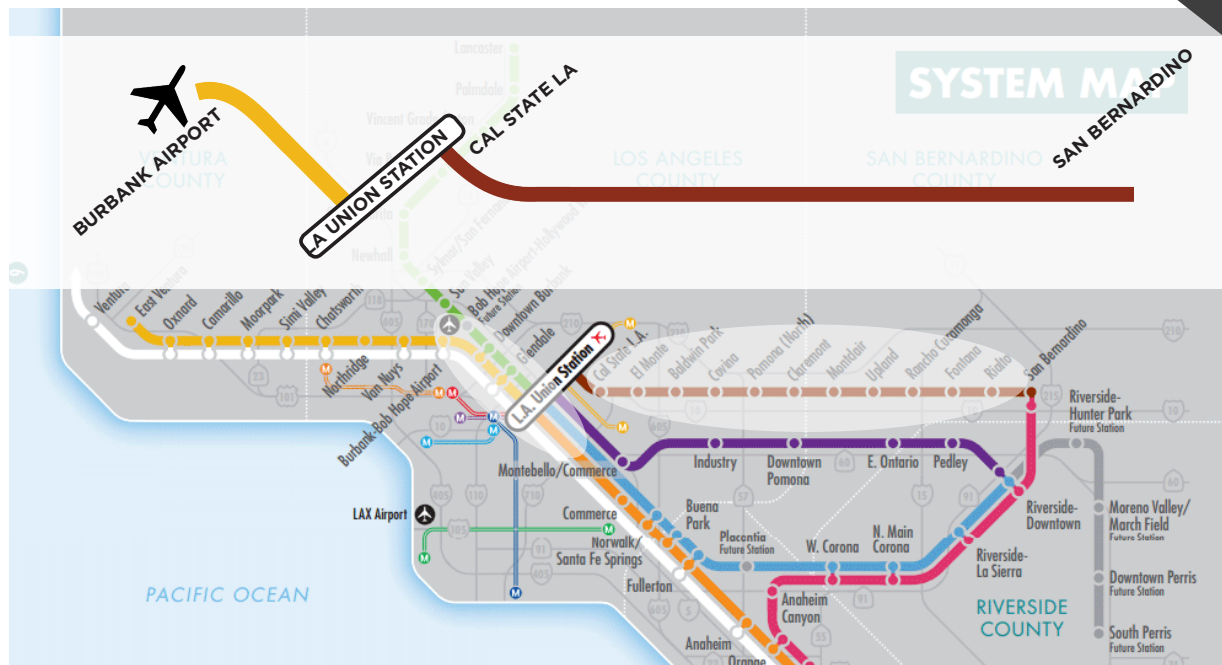 Lancaster
Palmdale
SYSTEM MAP
BURBANK AIRPORT
LA UNION STATION
CAL STATE LA
SAN BERNARDINO
VENTURA
COUNTY
LOS ANGELES
COUNTY
SAN BERNARDINO
COUNTY
Newhall
Ventura
East Ventura
Oxnard
Camarillo
Moorpark
Simi Valley
Chatsworth
Northridge
Van Nuys
Burbank-Bob Hope Airport
Sun Valley
Future Station
Downtown Burbank
Glendale
L.A. Union Station
Cal State L.A.
El Monte
Baldwin Park
Covina
Pomona (North)
Claremont
Montclair
Upland
Rancho Cucamonga
Fontana
Rialto
San Bernardino
Riverside-
Hunter Park
Future Station
Montebello/Commerce
Industry
Downtown
Pomona
E. Ontario
Pedley
LAX Airport
Commerce
Norwalk/
Santa Fe Springs
Buena
Park
Placentia
Future Station
W. Corona
N. Main
Corona
Riverside-
Downtown
Riverside-
La Sierra
Moreno Valley/
March Field
Future Station
Fullerton
Anaheim
Canyon
Downtown Perris
Future Station
South Perris
Future Station
Anaheim
Orange
PACIFIC OCEAN
RIVERSIDE
COUNTY